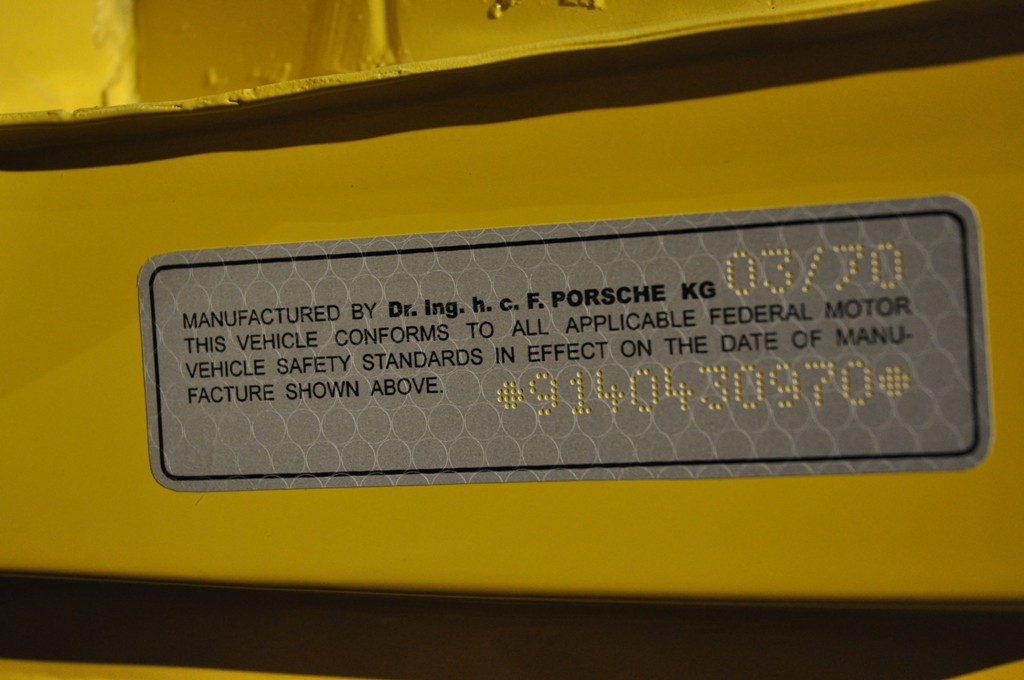 MANUFACTURED BY Dr. Ing. h. c. F. PORSCHE KG 03/70
THIS VEHICLE CONFORMS TO ALL APPLICABLE FEDERAL MOTOR
VEHICLE SAFETY STANDARDS IN EFFECT ON THE DATE OF MANU-
FACTURE SHOWN ABOVE. *9140430970*